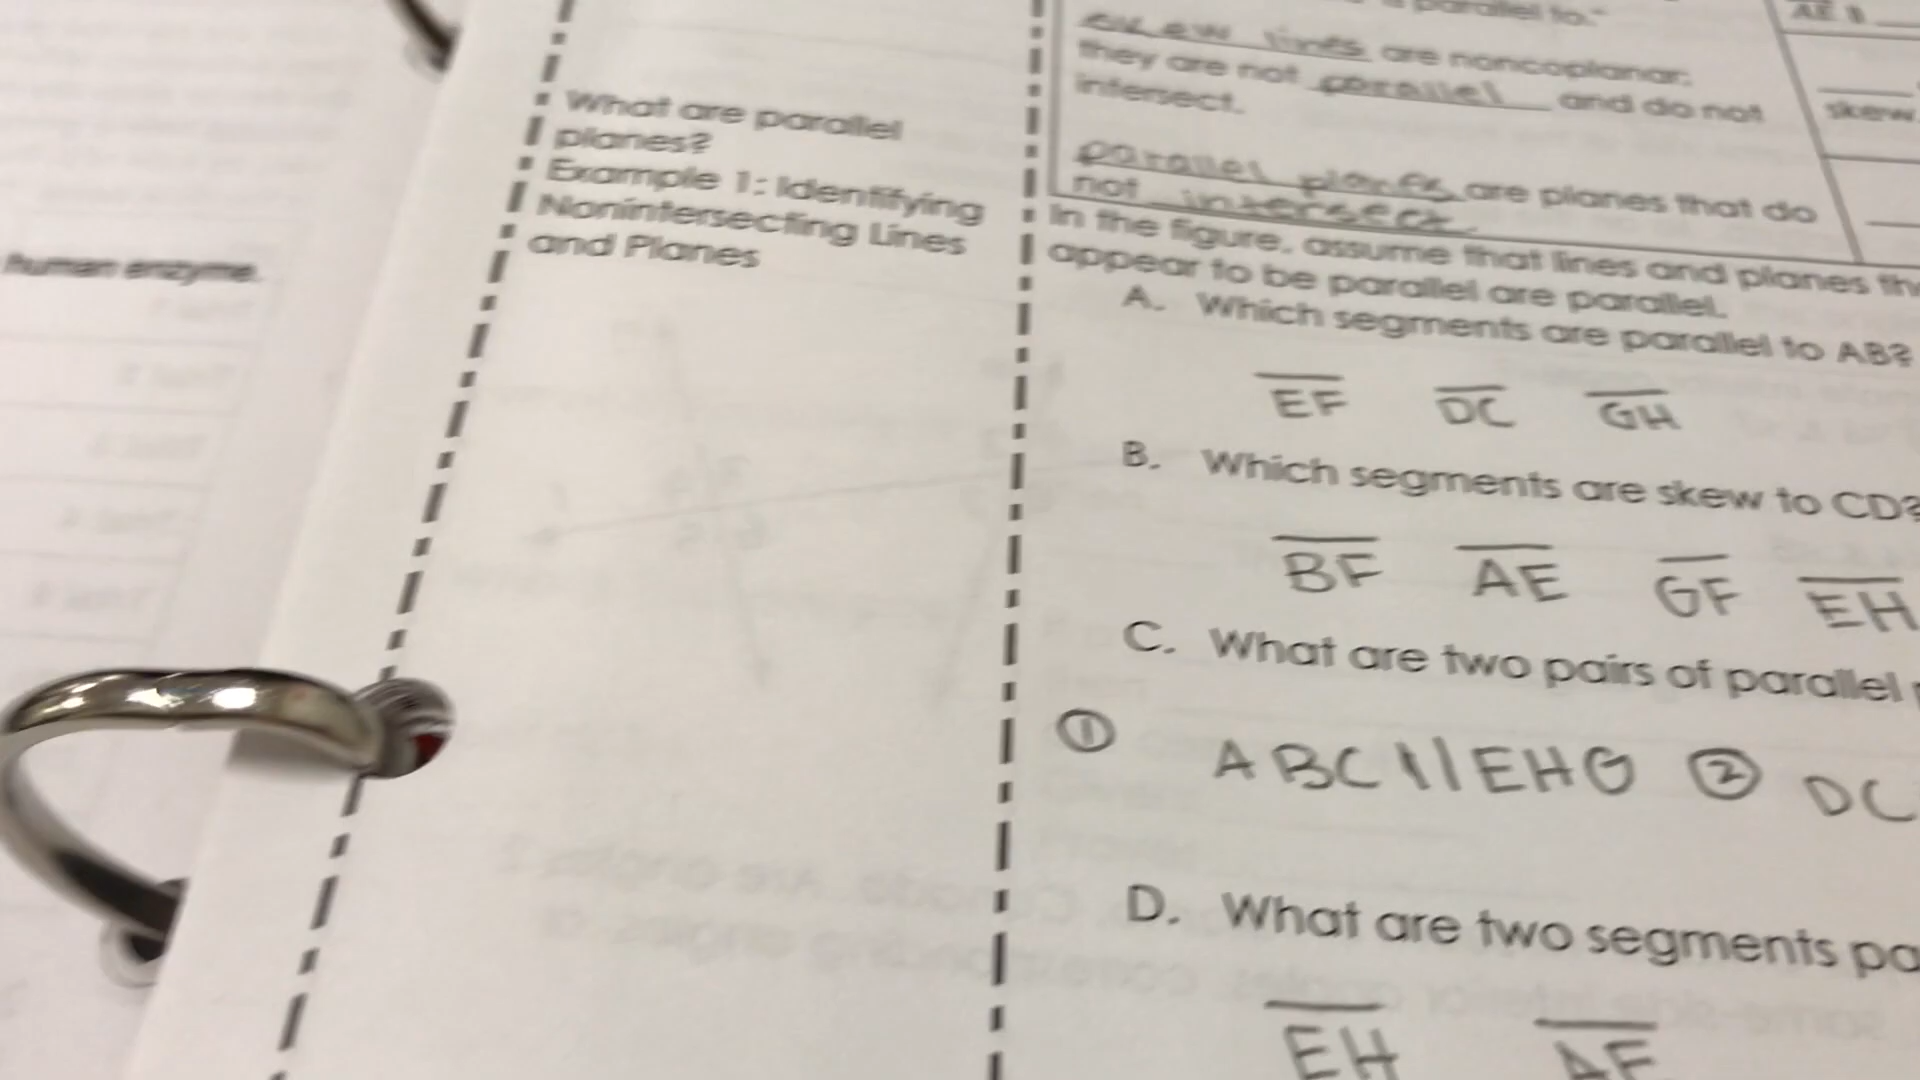 parallel to."
AE
skew lines are noncoplanar;
they are not parallel and do not
intersect.
skew
parallel planes are planes that do
not intersect.
human enzyme.
What are parallel
planes?
Example 1: Identifying
Nonintersecting Lines
and Planes
In the figure, assume that lines and planes th
appear to be parallel are parallel.
A. Which segments are parallel to AB?
EF DC GH
B. Which segments are skew to CD?
BF AE GF EH
C. What are two pairs of parallel
① ABC || EHG ② DC
D. What are two segments pa
EH AF